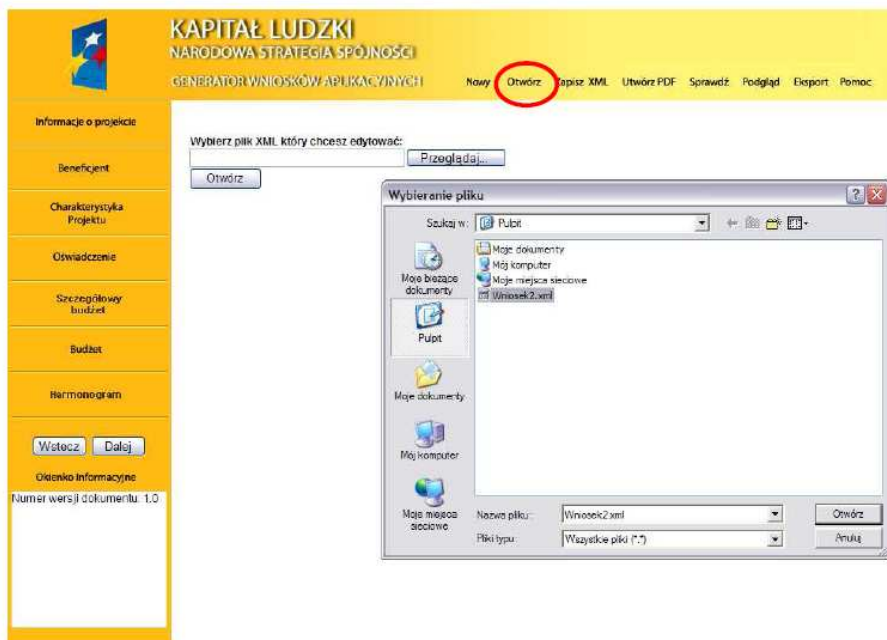 KAPITAŁ LUDZKI
NARODOWA STRATEGIA SPÓJNOŚCI
GENERATOR WNIOSKÓW APLIKACYJNYCH
Nowy Otwórz Zapisz XML Utwórz PDF Sprawdź Podgląd Eksport Pomoc
Informacje o projekcie
Beneficjent
Charakterystyka
Projektu
Oświadczenie
Szczegółowy
budżet
Budżet
Harmonogram
Wstecz Dalej
Okienko Informacyjne
Numer wersji dokumentu: 1.0
Wybierz plik XML który chcesz edytować:
Przeglądaj...
Otwórz
Wybieranie pliku
Szukaj w: Pulpit
Moje bieżące
dokumenty
Pulpit
Moje dokumenty
Mój komputer
Moje miejsca
sieciowe
Moje dokumenty
Mój komputer
Moje miejsca sieciowe
Wniosek2.xml
Nazwa pliku: Wniosek2.xml Otwórz
Pliki typu: Wszystkie pliki (*.*) Anuluj